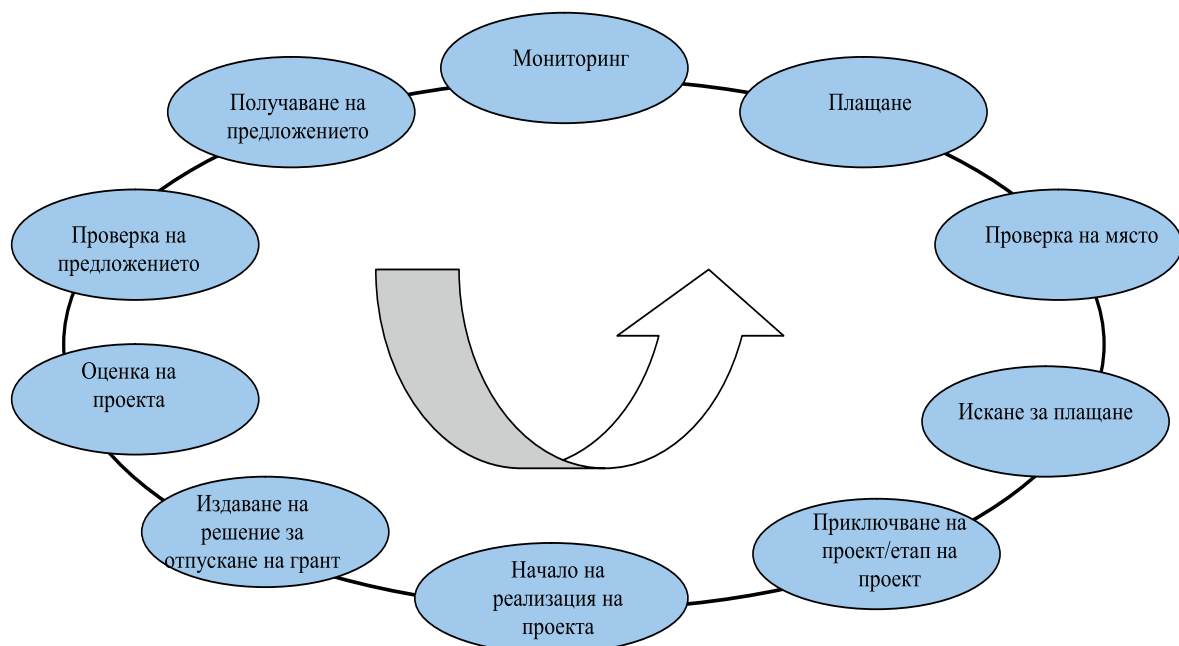 Мониторинг
Получаване на
предложението
Плащане
Проверка на
предложението
Проверка на място
Оценка на
проекта
Искане за плащане
Издаване на
решение за
отпускане на грант
Приключване на
проект/етап на
проект
Начало на
реализация на
проекта